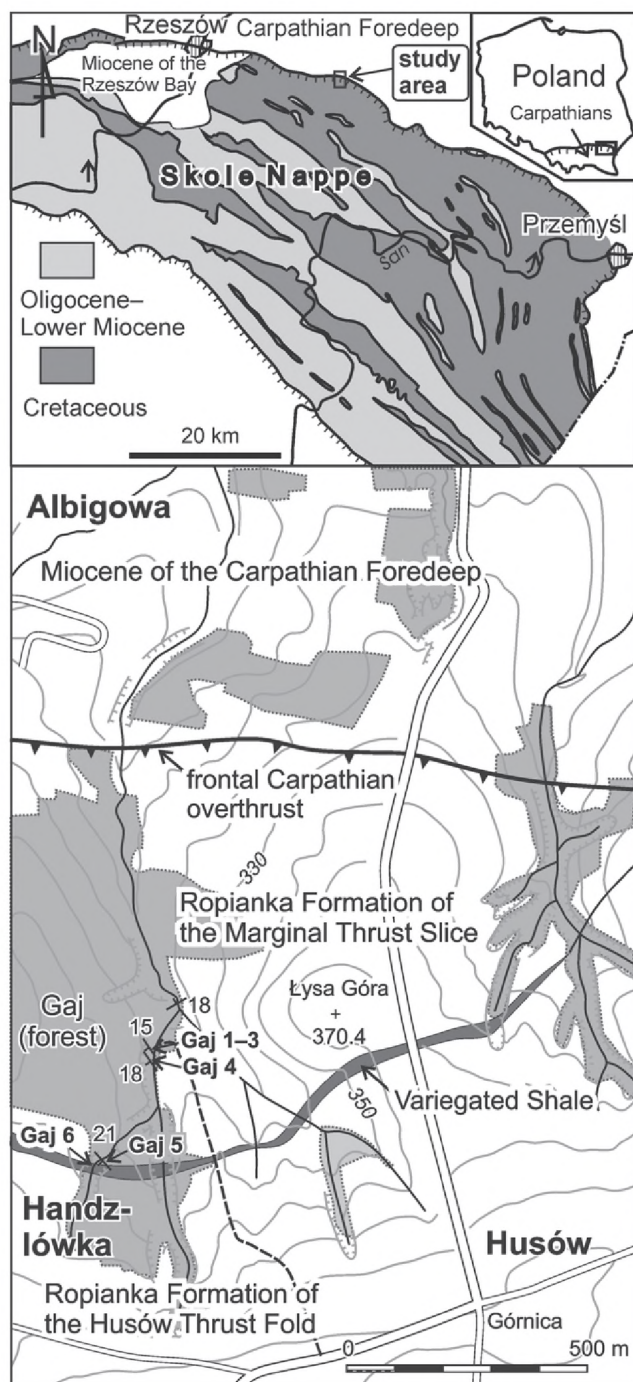 Rzeszów
Carpathian Foredeep
N
Miocene of the
Rzeszów Bay
study
area
Poland
Carpathians
Skole Nappe
San
Przemyśl
Oligocene–
Lower Miocene
Cretaceous
20 km
Albigowa
Miocene of the Carpathian Foredeep
frontal Carpathian
overthrust
330
Ropianka Formation of
the Marginal Thrust Slice
Gaj
(forest)
18
Łysa Góra
+
370.4
15
Gaj 1–3
18
Gaj 4
350
Variegated Shale
Gaj 6
21
Gaj 5
Handz-
lówka
Husów
Ropianka Formation of
the Husów Thrust Fold
Górnica
0
500 m